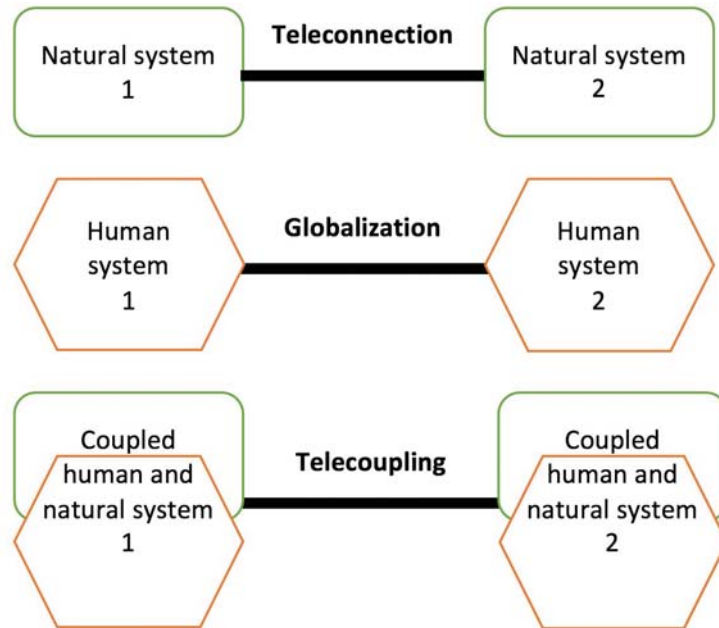 Teleconnection
Natural system
1
Natural system
2
Globalization
Human
system
1
Human
system
2
Telecoupling
Coupled
human and
natural system
1
Coupled
human and
natural system
2